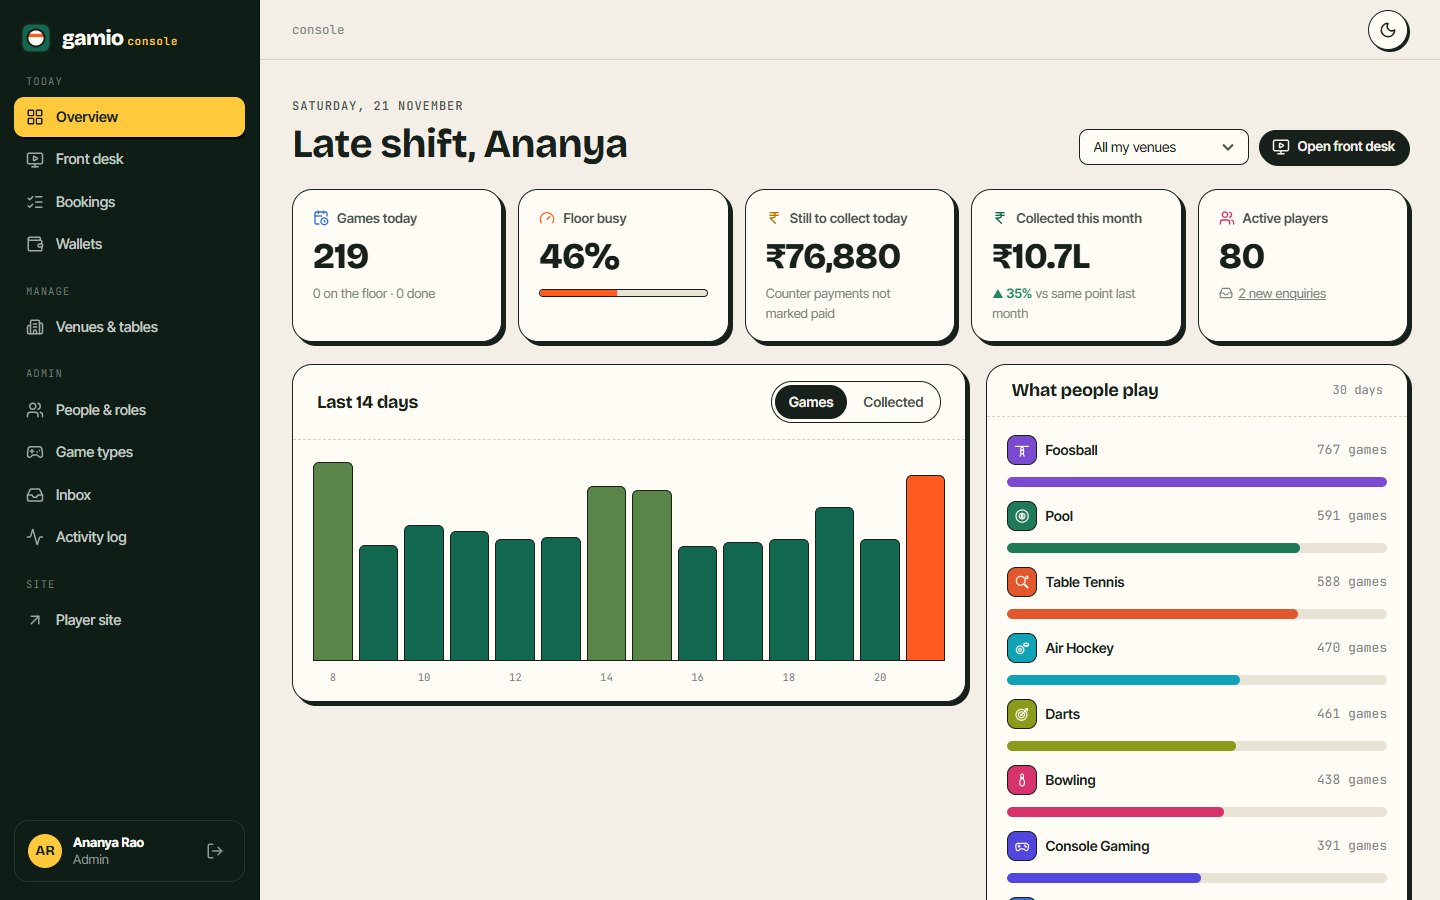 gamio console
TODAY
Overview
Front desk
Bookings
Wallets
MANAGE
Venues & tables
ADMIN
People & roles
Game types
Inbox
Activity log
SITE
Player site
AR
Ananya Rao
Admin
console
SATURDAY, 21 NOVEMBER
Late shift, Ananya
All my venues
Open front desk
Games today
219
0 on the floor · 0 done
Floor busy
46%
₹ Still to collect today
₹76,880
Counter payments not
marked paid
₹ Collected this month
₹10.7L
▲ 35% vs same point last
month
Active players
80
2 new enquiries
Last 14 days
Games
Collected
8 10 12 14 16 18 20
What people play
30 days
Foosball
767 games
Pool
591 games
Table Tennis
588 games
Air Hockey
470 games
Darts
461 games
Bowling
438 games
Console Gaming
391 games